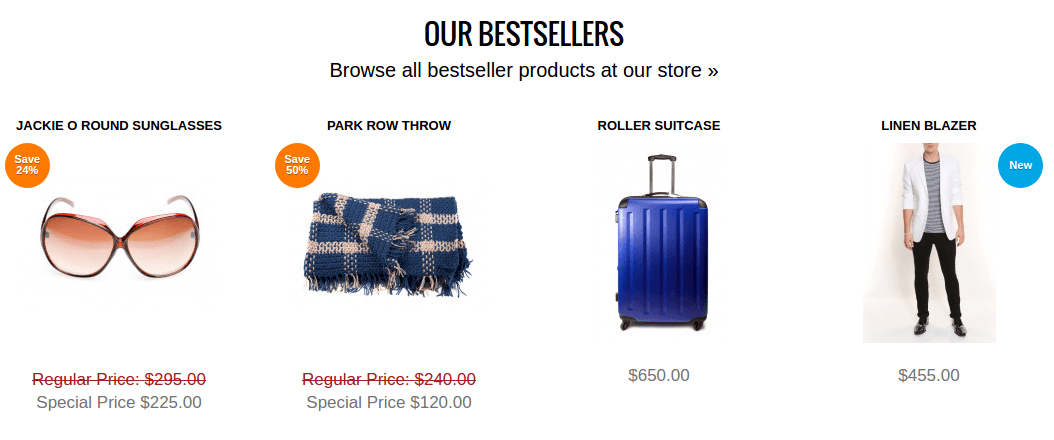 OUR BESTSELLERS
Browse all bestseller products at our store »
JACKIE O ROUND SUNGLASSES
Save
24%
Regular Price: $295.00
Special Price $225.00
PARK ROW THROW
Save
50%
Regular Price: $240.00
Special Price $120.00
ROLLER SUITCASE
$650.00
LINEN BLAZER
New
$455.00